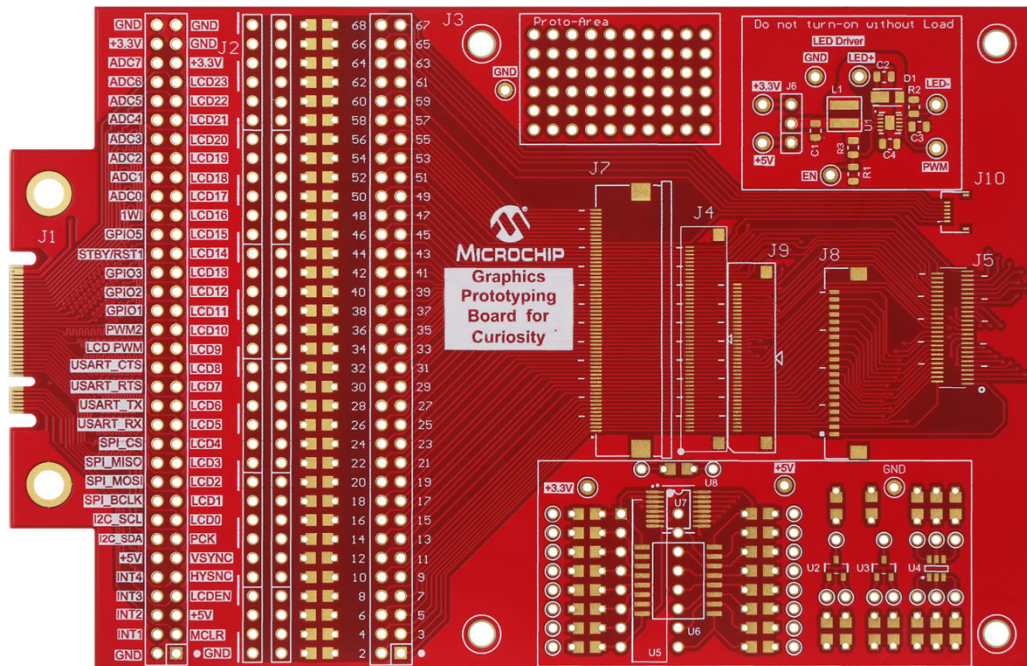 GND GND
+3.3V GND
ADC7 +3.3V
ADC6 LCD23
ADC5 LCD22
ADC4 LCD21
ADC3 LCD20
ADC2 LCD19
ADC1 LCD18
ADC0 LCD17
1WI LCD16
GPIO5 LCD15
STBY/RST1 LCD14
GPIO3 LCD13
GPIO2 LCD12
GPIO1 LCD11
PWM2 LCD10
LCD PWM LCD9
USART_CTS LCD8
USART_RTS LCD7
USART_TX LCD6
USART_RX LCD5
SPI_CS LCD4
SPI_MISO LCD3
SPI_MOSI LCD2
SPI_BCLK LCD1
I2C_SCL LCD0
I2C_SDA PCK
+5V VSYNC
INT4 HYSNC
INT3 LCDEN
INT2 +5V
INT1 MCLR
GND GND
J1
J2
J3
68 67
66 65
64 63
62 61
60 59
58 57
56 55
54 53
52 51
50 49
48 47
46 45
44 43
42 41
40 39
38 37
36 35
34 33
32 31
30 29
28 27
26 25
24 23
22 21
20 19
18 17
16 15
14 13
12 11
10 9
8 7
6 5
4 3
2
Proto-Area
GND
Do not turn-on without Load
LED Driver
GND LED+
C2
+3.3V J6 L1 D1 LED-
R2
U1
C1 C3
+5V R3 C4
R1 PWM
EN
MICROCHIP
Graphics
Prototyping
Board for
Curiosity
J7
J4
J9
J8
J10
J5
+3.3V
U8
+5V
GND
U7
U6
U5
U2
U3
U4